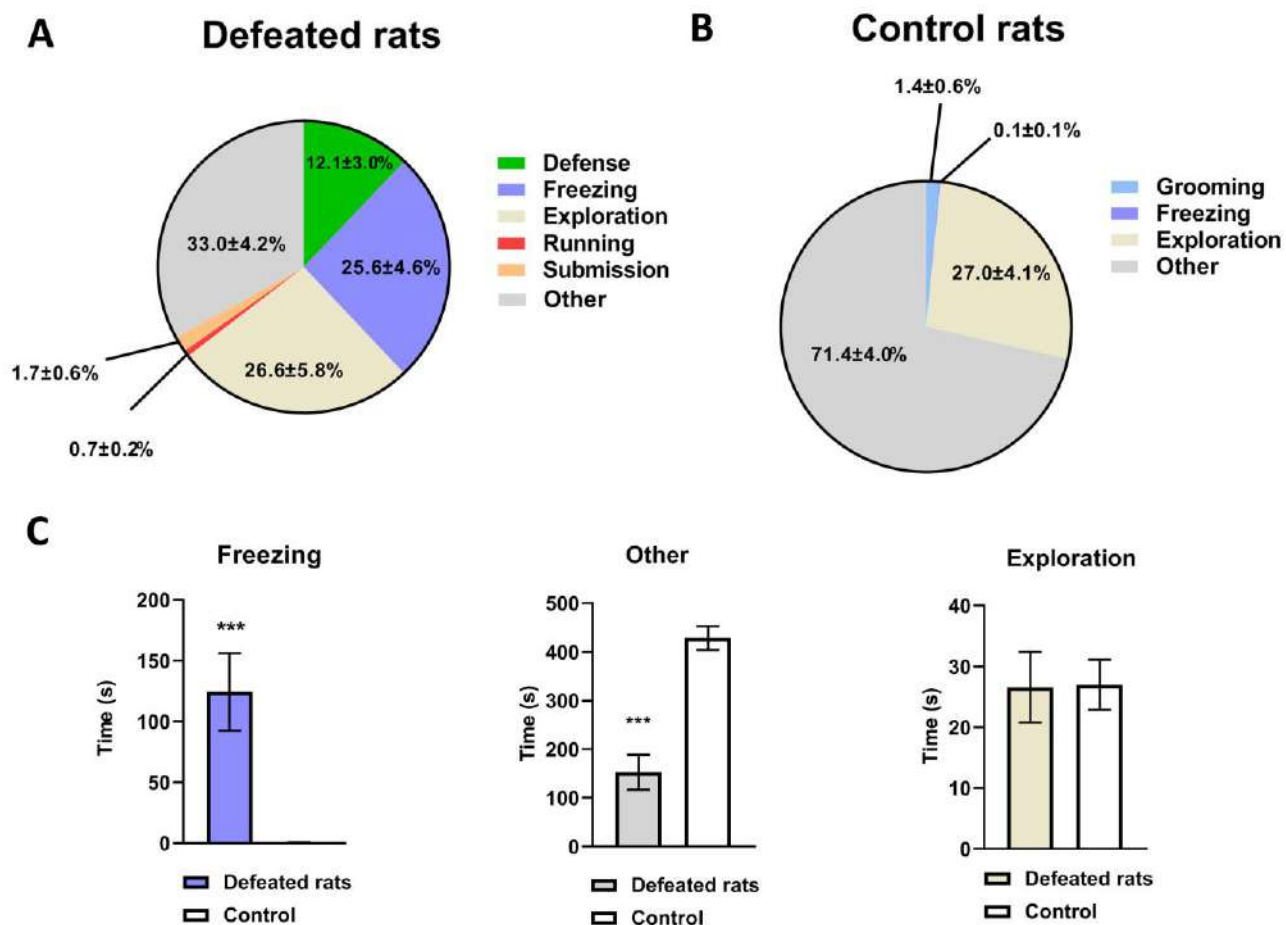 A
Defeated rats
12.1±3.0%
25.6±4.6%
26.6±5.8%
33.0±4.2%
1.7±0.6%
0.7±0.2%
Defense
Freezing
Exploration
Running
Submission
Other
B
Control rats
1.4±0.6%
0.1±0.1%
27.0±4.1%
71.4±4.0%
Grooming
Freezing
Exploration
Other
C
Freezing
Time (s)
200
150
100
50
0
***
Defeated rats
Control
Other
Time (s)
500
400
300
200
100
0
***
Defeated rats
Control
Exploration
Time (s)
40
30
20
10
0
Defeated rats
Control